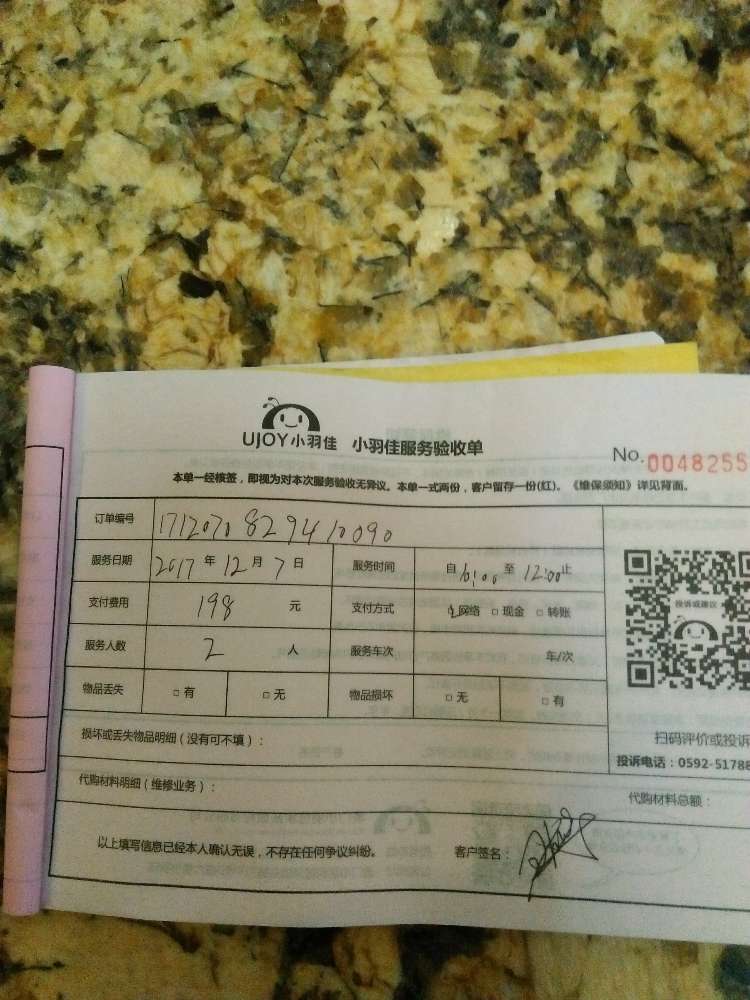 UJOY小羽佳 小羽佳服务验收单
No. 0048255
本单一经核签，即视为对本次服务验收无异议。本单一式两份，客户留存一份(红)。《维保须知》详见背面。
订单编号 171207082941 0090
服务日期 2017 年 12 月 7 日 服务时间 自 至 12:00 止
支付费用 198 元 支付方式 网络 □ 现金 □ 转账
投诉或建议
服务人数 2 人 服务车次 车/次
物品丢失 □ 有 □ 无 物品损坏 □ 无 □ 有
损坏或丢失物品明细（没有可不填）：
扫码评价或投诉
投诉电话：0592-51788
代购材料明细（维修业务）：
代购材料总额：
以上填写信息已经本人确认无误，不存在任何争议纠纷。 客户签名：